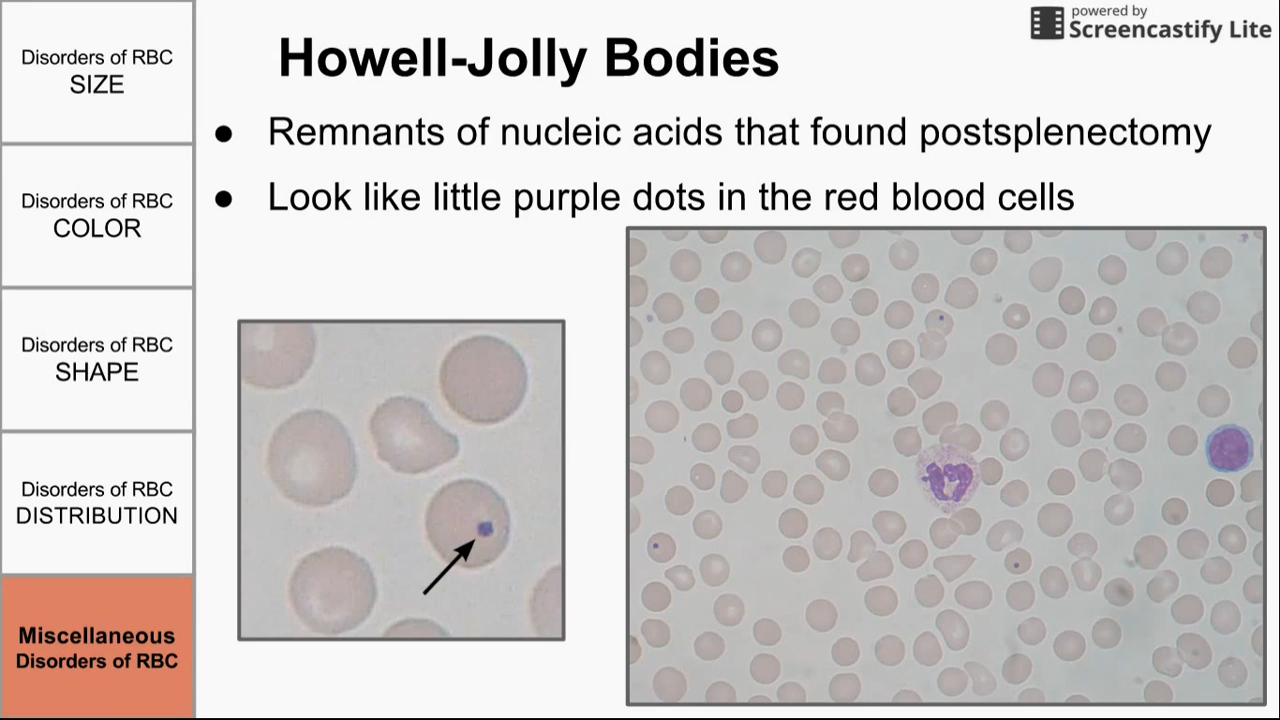 powered by
Screencastify Lite
Howell-Jolly Bodies
● Remnants of nucleic acids that found postsplenectomy
● Look like little purple dots in the red blood cells
Disorders of RBC
SIZE
Disorders of RBC
COLOR
Disorders of RBC
SHAPE
Disorders of RBC
DISTRIBUTION
Miscellaneous
Disorders of RBC